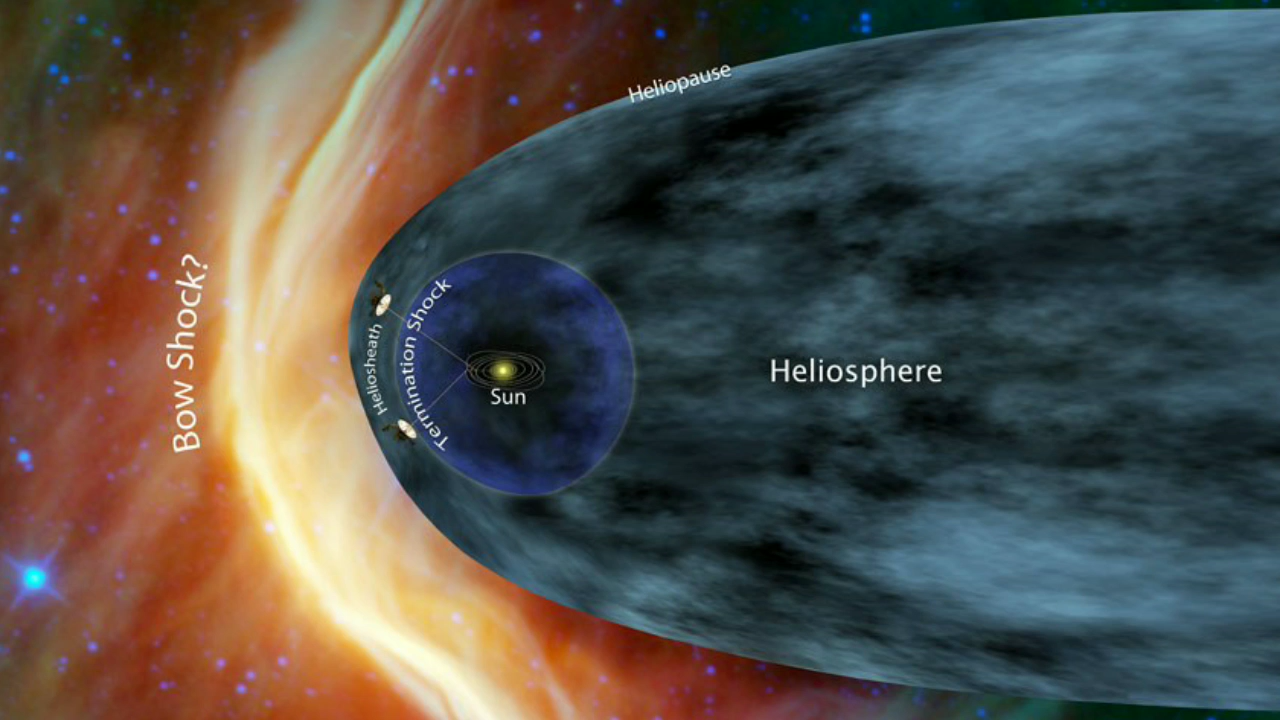 Heliopause
Bow Shock?
Heliosheath
Termination Shock
Sun
Heliosphere